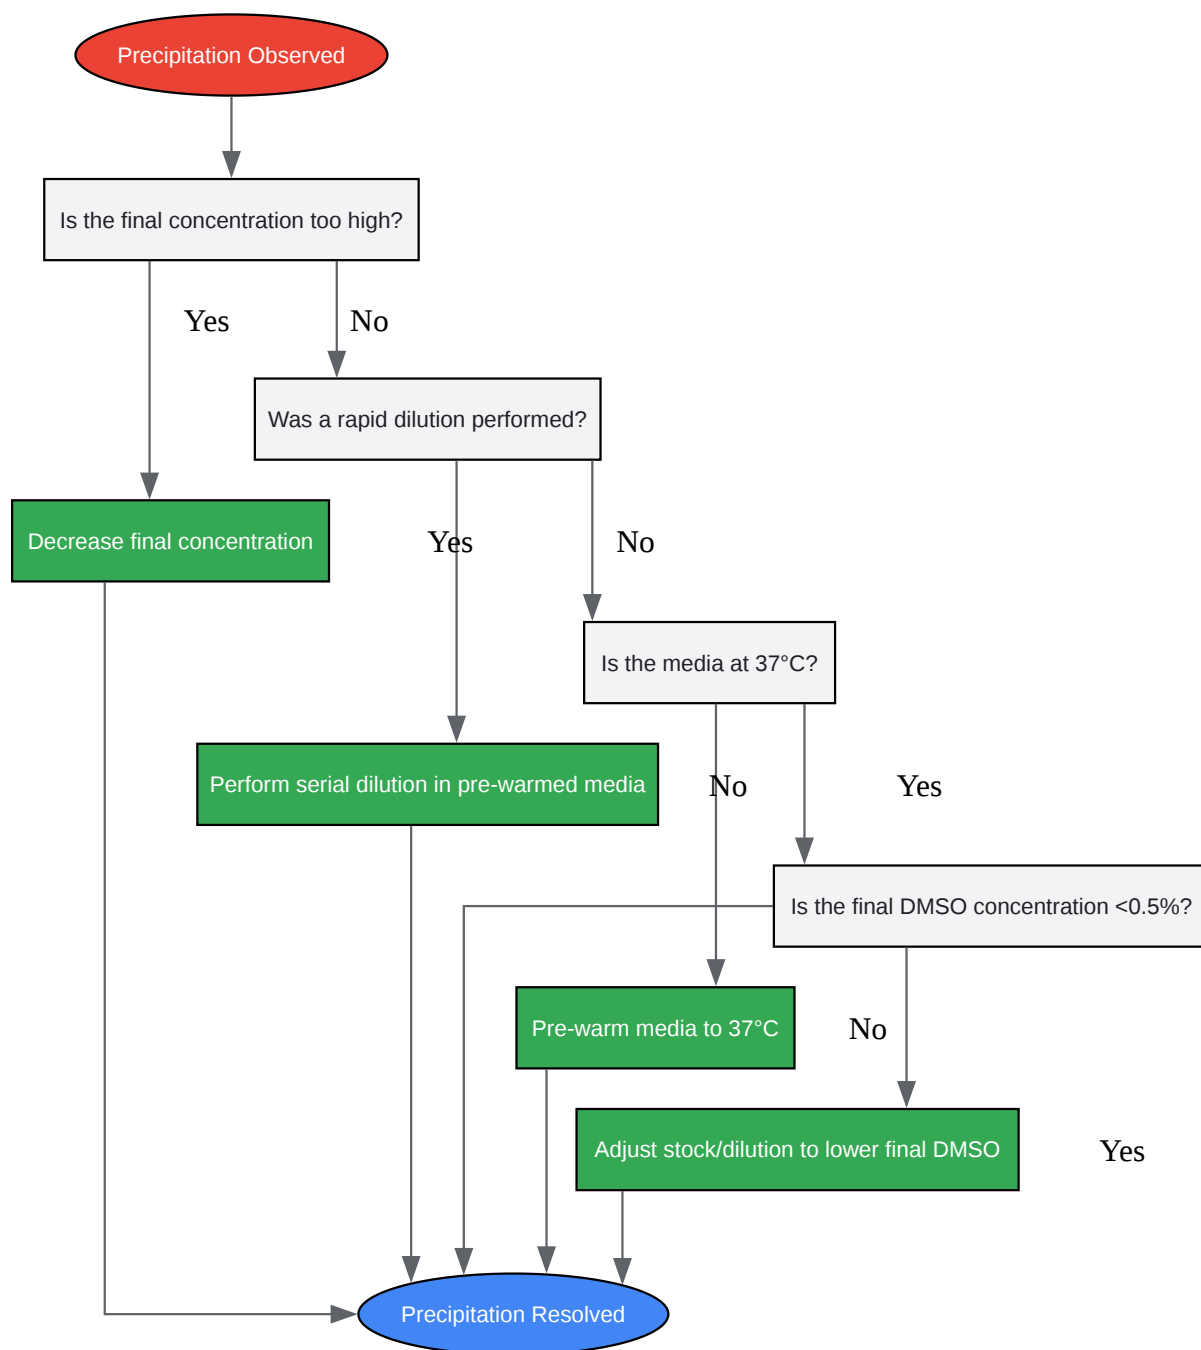 Precipitation Observed
Is the final concentration too high?
Yes
No
Was a rapid dilution performed?
Decrease final concentration
Yes
No
Is the media at 37°C?
Perform serial dilution in pre-warmed media
No
Yes
Is the final DMSO concentration <0.5%?
Pre-warm media to 37°C
No
Adjust stock/dilution to lower final DMSO
Yes
Precipitation Resolved